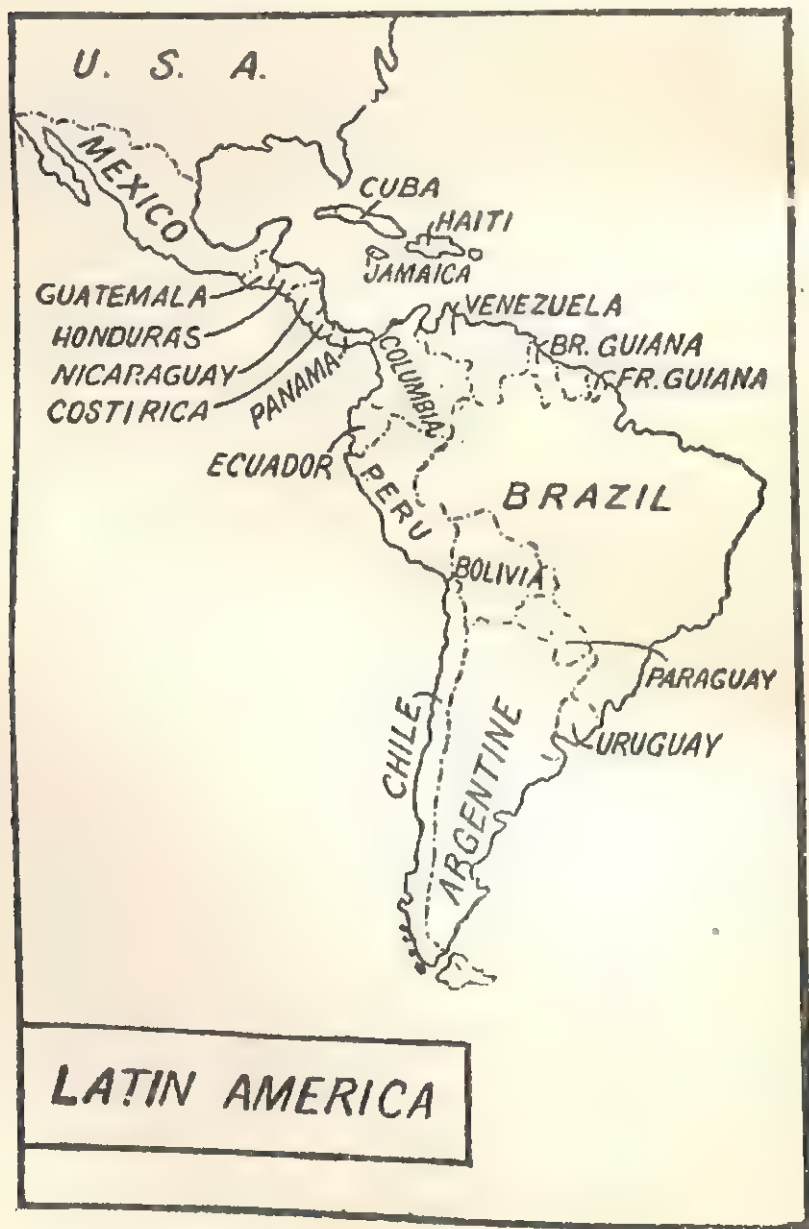 U. S. A.
MEXICO
CUBA
HAITI
JAMAICA
GUATEMALA
HONDURAS
NICARAGUAY
COSTIRICA
PANAMA
VENEZUELA
COLUMBIA
BR. GUIANA
FR. GUIANA
ECUADOR
PERU
BRAZIL
BOLIVIA
PARAGUAY
CHILE
ARGENTINE
URUGUAY
LATIN AMERICA